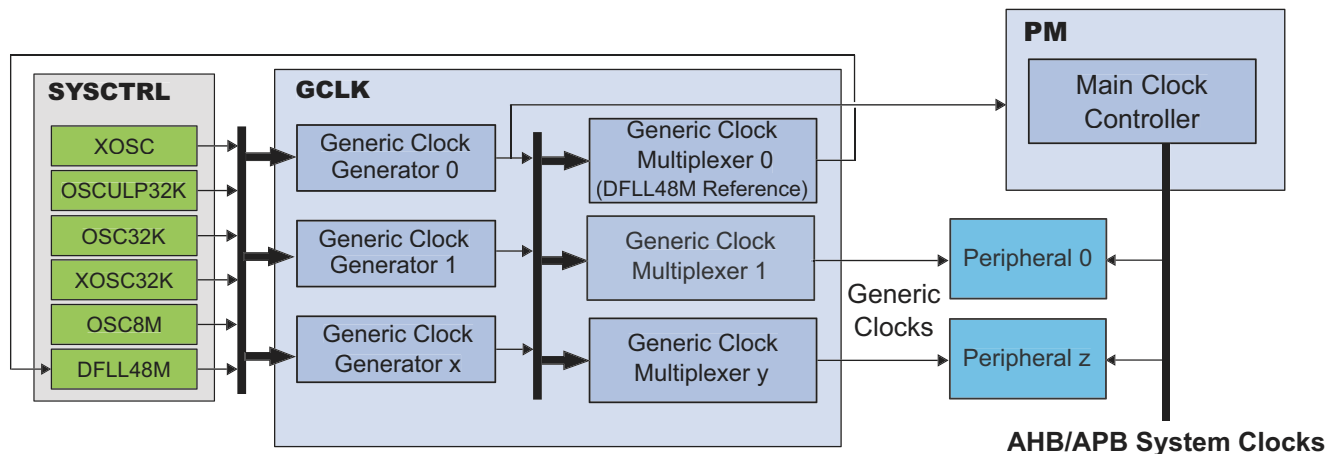 PM
Main Clock
Controller
SYSCTRL
XOSC
OSCULP32K
OSC32K
XOSC32K
OSC8M
DFLL48M
GCLK
Generic Clock
Generator 0
Generic Clock
Generator 1
Generic Clock
Generator x
Generic Clock
Multiplexer 0
(DFLL48M Reference)
Generic Clock
Multiplexer 1
Generic Clock
Multiplexer y
Generic
Clocks
Peripheral 0
Peripheral z
AHB/APB System Clocks